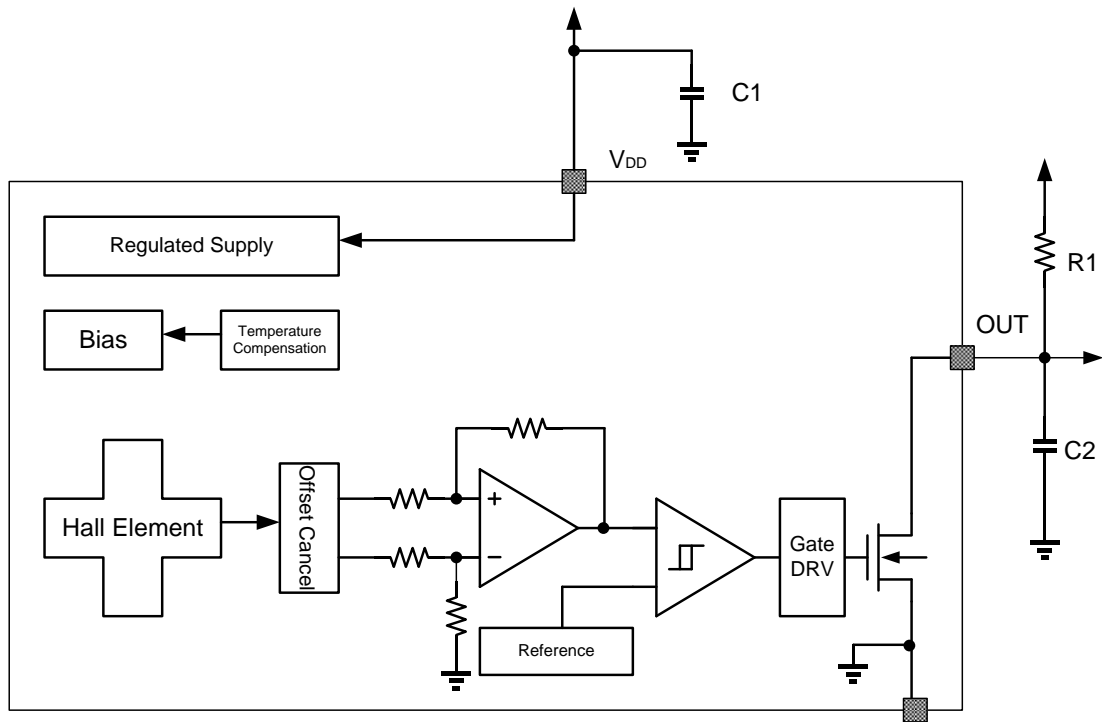 C1
VDD
Regulated Supply
R1
OUT
Bias
Temperature
Compensation
C2
Hall Element
Offset Cancel
+
−
Gate
DRV
Reference